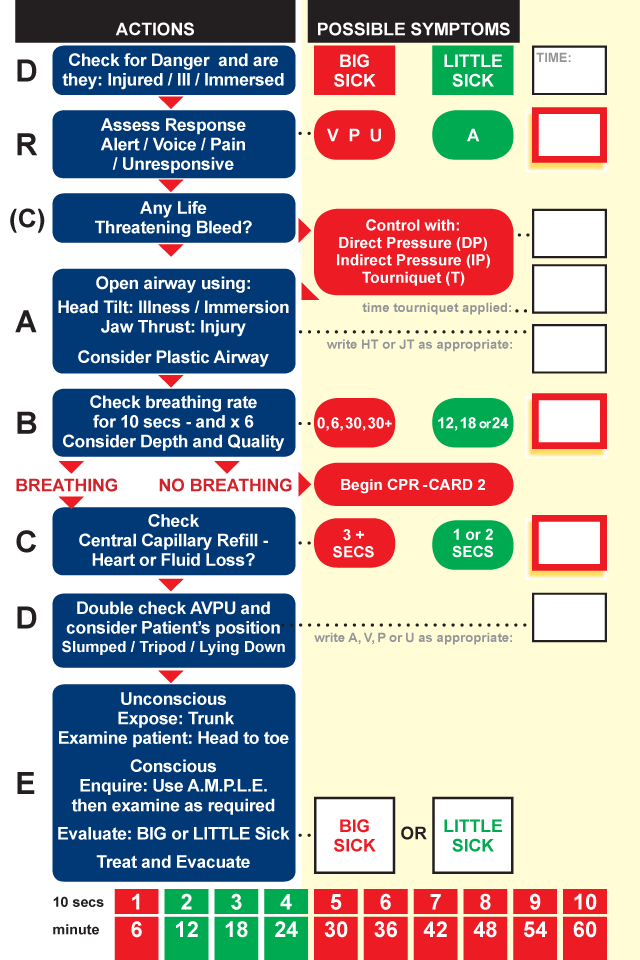 ACTIONS
POSSIBLE SYMPTOMS
D
Check for Danger and are
they: Injured / Ill / Immersed
BIG
SICK
LITTLE
SICK
TIME:
R
Assess Response
Alert / Voice / Pain
/ Unresponsive
V P U
A
(C)
Any Life
Threatening Bleed?
Control with:
Direct Pressure (DP)
Indirect Pressure (IP)
Tourniquet (T)
A
Open airway using:
Head Tilt: Illness / Immersion
Jaw Thrust: Injury
Consider Plastic Airway
time tourniquet applied:
write HT or JT as appropriate:
B
Check breathing rate
for 10 secs - and x 6
Consider Depth and Quality
0,6,30,30+
12,18 or 24
BREATHING
NO BREATHING
Begin CPR -CARD 2
C
Check
Central Capillary Refill -
Heart or Fluid Loss?
3 +
SECS
1 or 2
SECS
D
Double check AVPU and
consider Patient's position
Slumped / Tripod / Lying Down
write A, V, P or U as appropriate:
E
Unconscious
Expose: Trunk
Examine patient: Head to toe
Conscious
Enquire: Use A.M.P.L.E.
then examine as required
Evaluate: BIG or LITTLE Sick
Treat and Evacuate
BIG
SICK
OR
LITTLE
SICK
10 secs 1 2 3 4 5 6 7 8 9 10
minute 6 12 18 24 30 36 42 48 54 60